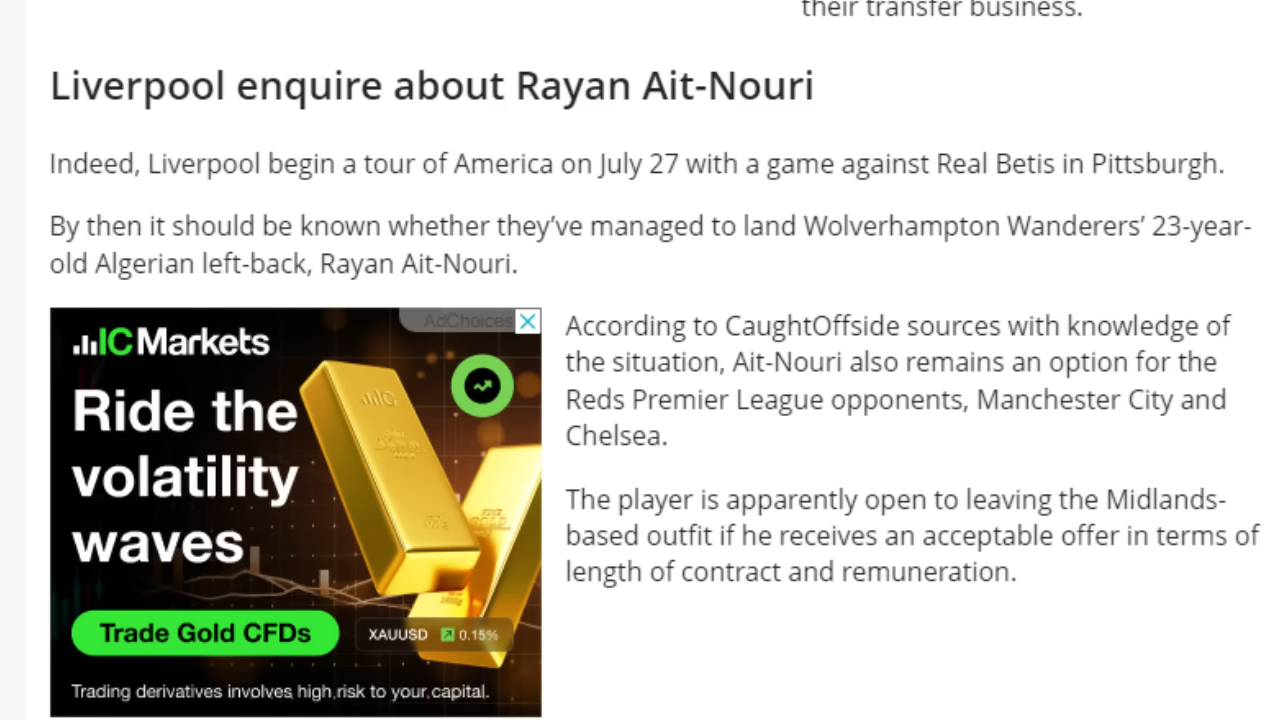 their transfer business.
Liverpool enquire about Rayan Ait-Nouri
Indeed, Liverpool begin a tour of America on July 27 with a game against Real Betis in Pittsburgh.
By then it should be known whether they’ve managed to land Wolverhampton Wanderers’ 23-year-
old Algerian left-back, Rayan Ait-Nouri.
AdChoices
IC Markets
Ride the
volatility
waves
Trade Gold CFDs
XAUUSD 0.15%
Trading derivatives involves high risk to your capital.
According to CaughtOffside sources with knowledge of
the situation, Ait-Nouri also remains an option for the
Reds Premier League opponents, Manchester City and
Chelsea.
The player is apparently open to leaving the Midlands-
based outfit if he receives an acceptable offer in terms of
length of contract and remuneration.